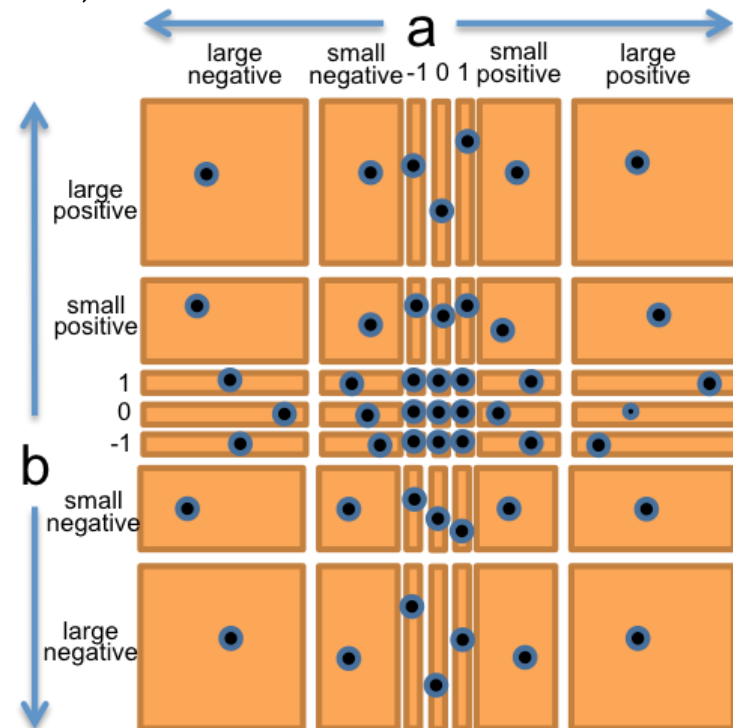 a
large
negative
small
negative
-1 0 1
small
positive
large
positive
large
positive
small
positive
1
0
-1
b
small
negative
large
negative